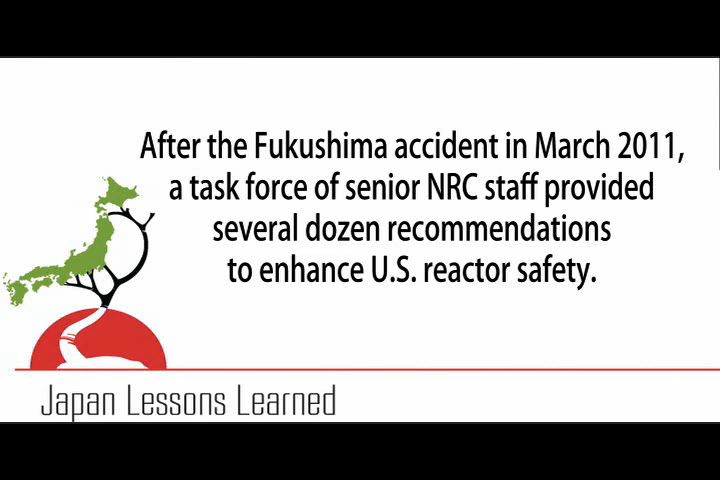 After the Fukushima accident in March 2011,
a task force of senior NRC staff provided
several dozen recommendations
to enhance U.S. reactor safety.
Japan Lessons Learned